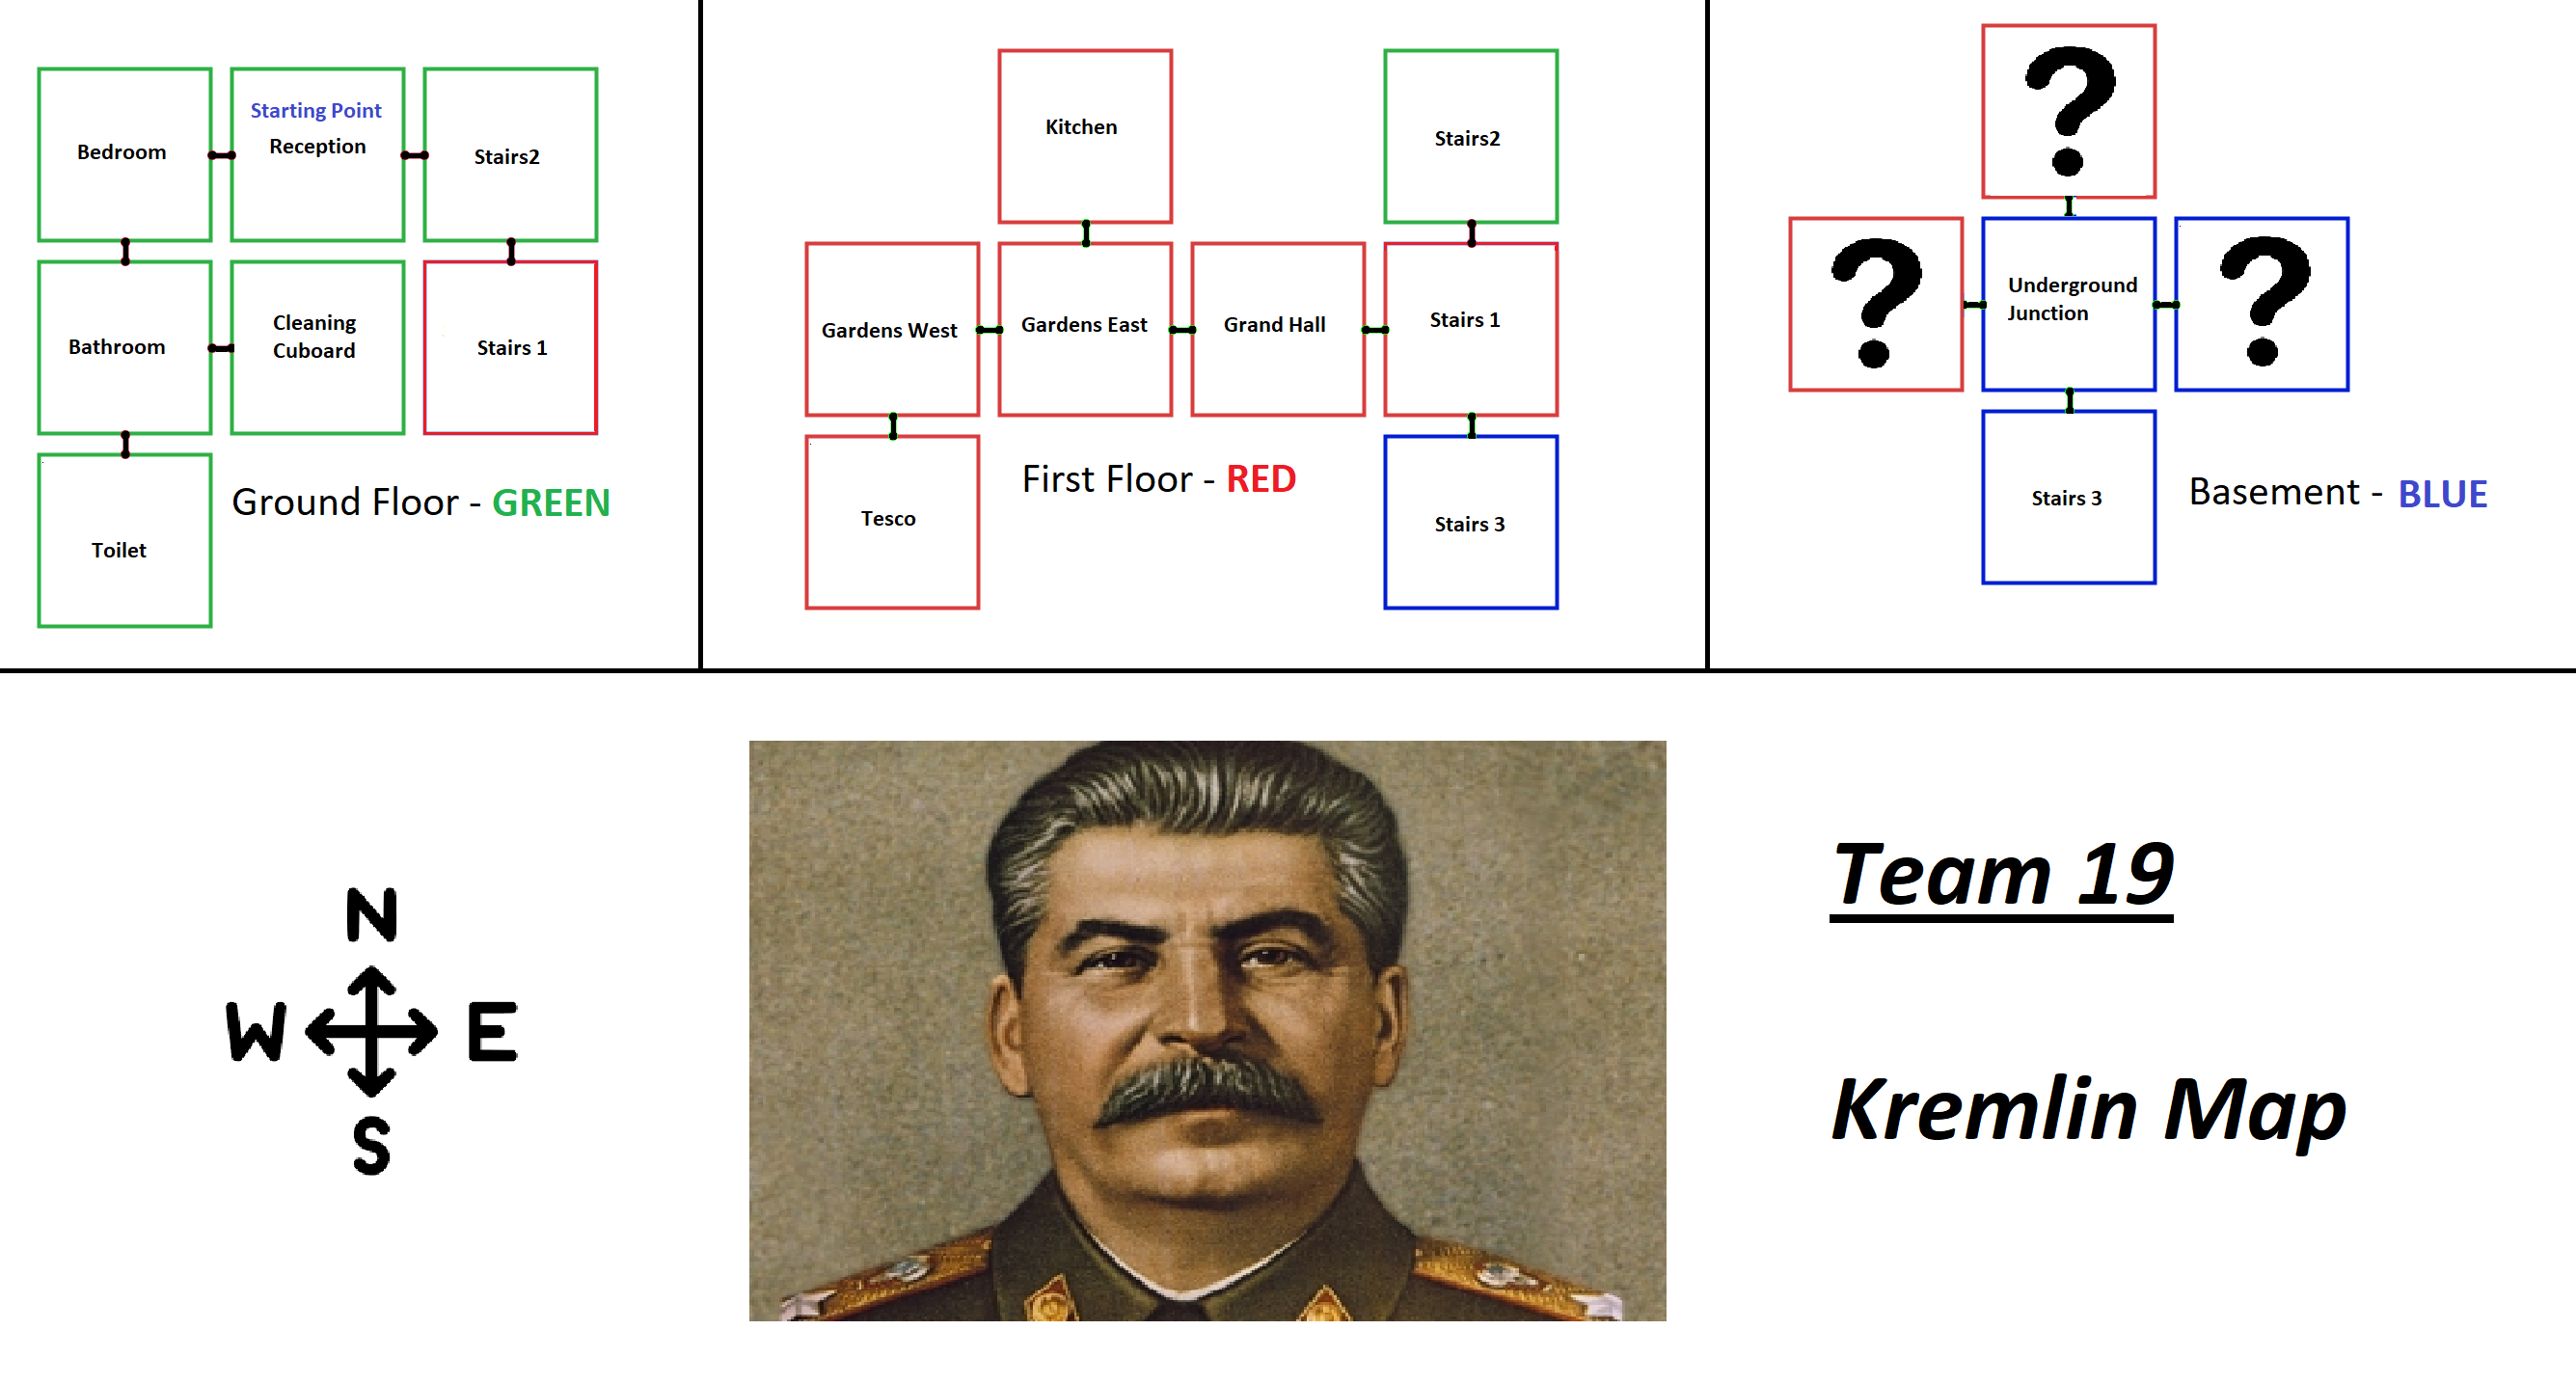 Bedroom
Starting Point
Reception
Stairs2
Bathroom
Cleaning
Cuboard
Stairs 1
Toilet
Ground Floor - GREEN
Kitchen
Stairs2
Gardens West
Gardens East
Grand Hall
Stairs 1
Tesco
First Floor - RED
Stairs 3
?
?
Underground
Junction
?
Stairs 3
Basement - BLUE
N
W
E
S
Team 19
Kremlin Map